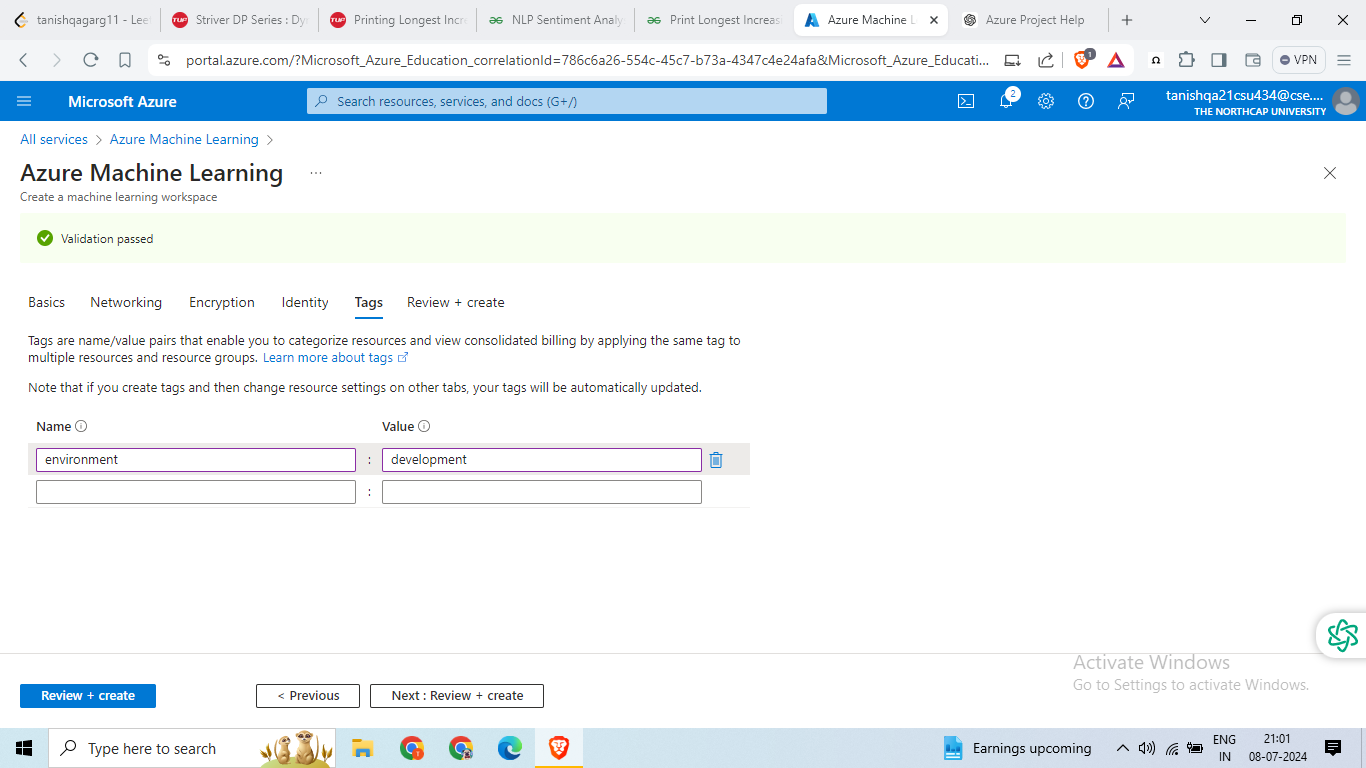 tanishqagarg11 - Lee
Striver DP Series : Dy
Printing Longest Incre
NLP Sentiment Analy
Print Longest Increas
Azure Machine L
Azure Project Help
portal.azure.com/?Microsoft_Azure_Education_correlationId=786c6a26-554c-45c7-b73a-4347c4e24afa&Microsoft_Azure_Educati...
1
VPN
Microsoft Azure
Search resources, services, and docs (G+/)
2
tanishqa21csu434@cse....
THE NORTHCAP UNIVERSITY
All services > Azure Machine Learning >
Azure Machine Learning ...
Create a machine learning workspace
Validation passed
Basics Networking Encryption Identity Tags Review + create
Tags are name/value pairs that enable you to categorize resources and view consolidated billing by applying the same tag to
multiple resources and resource groups. Learn more about tags
Note that if you create tags and then change resource settings on other tabs, your tags will be automatically updated.
Name Value
environment : development
:
Activate Windows
Go to Settings to activate Windows.
Review + create < Previous Next : Review + create
Type here to search
Earnings upcoming
ENG
IN
21:01
08-07-2024